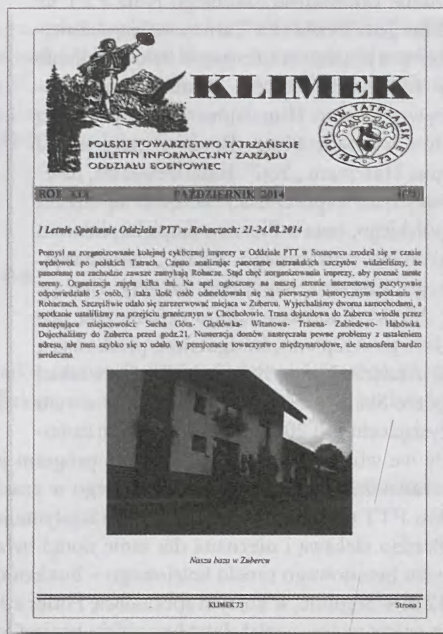 KLIMEK
POLSKIE TOWARZYSTWO TATRZAŃSKIE
BIULETYN INFORMACYJNY ZARZĄDU
ODDZIAŁU SOSNOWIEC
ROK XIX PAŹDZIERNIK 2014
I Letnie Spotkanie Oddziału PTT w Rohaczach: 21-24.08.2014
Pomysł na zorganizowanie kolejnej cyklicznej imprezy w Oddziale PTT w Sosnowcu zrodził się w czasie
wędrówek po polskich Tatrach. Często analizując panoramę tatrzańskich szczytów widzieliśmy, że
panoramę na zachodzie zawsze zamykają Rohacze. Stąd chęć zorganizowania imprezy, aby poznać tamte
tereny. Organizacja zajęła kilka dni. Na apel ogłoszony na naszej stronie internetowej pozytywnie
odpowiedziało 5 osób, i taka ilość osób odmeldowała się na pierwszym historycznym spotkaniu w
Rohaczach. Szczęśliwie udało się zarezerwować miejsca w Zubercu. Wyjechaliśmy dwoma samochodami, a
spotkanie ustaliliśmy na przejściu granicznym w Chochołowie. Trasa dojazdowa do Zuberca wiodła przez
następujące miejscowości: Sucha Góra- Głodówka- Witanowa- Trstena- Zabiedowo- Habówka.
Dojechaliśmy do Zuberca przed godz.21. Numeracja domów nastręczała pewne problemy z ustaleniem
adresu, ale nam szybko się to udało. W pensjonacie towarzystwo międzynarodowe, ale atmosfera bardzo
serdeczna.
Nasza baza w Zubercu
KLIMEK 73 Strona 1